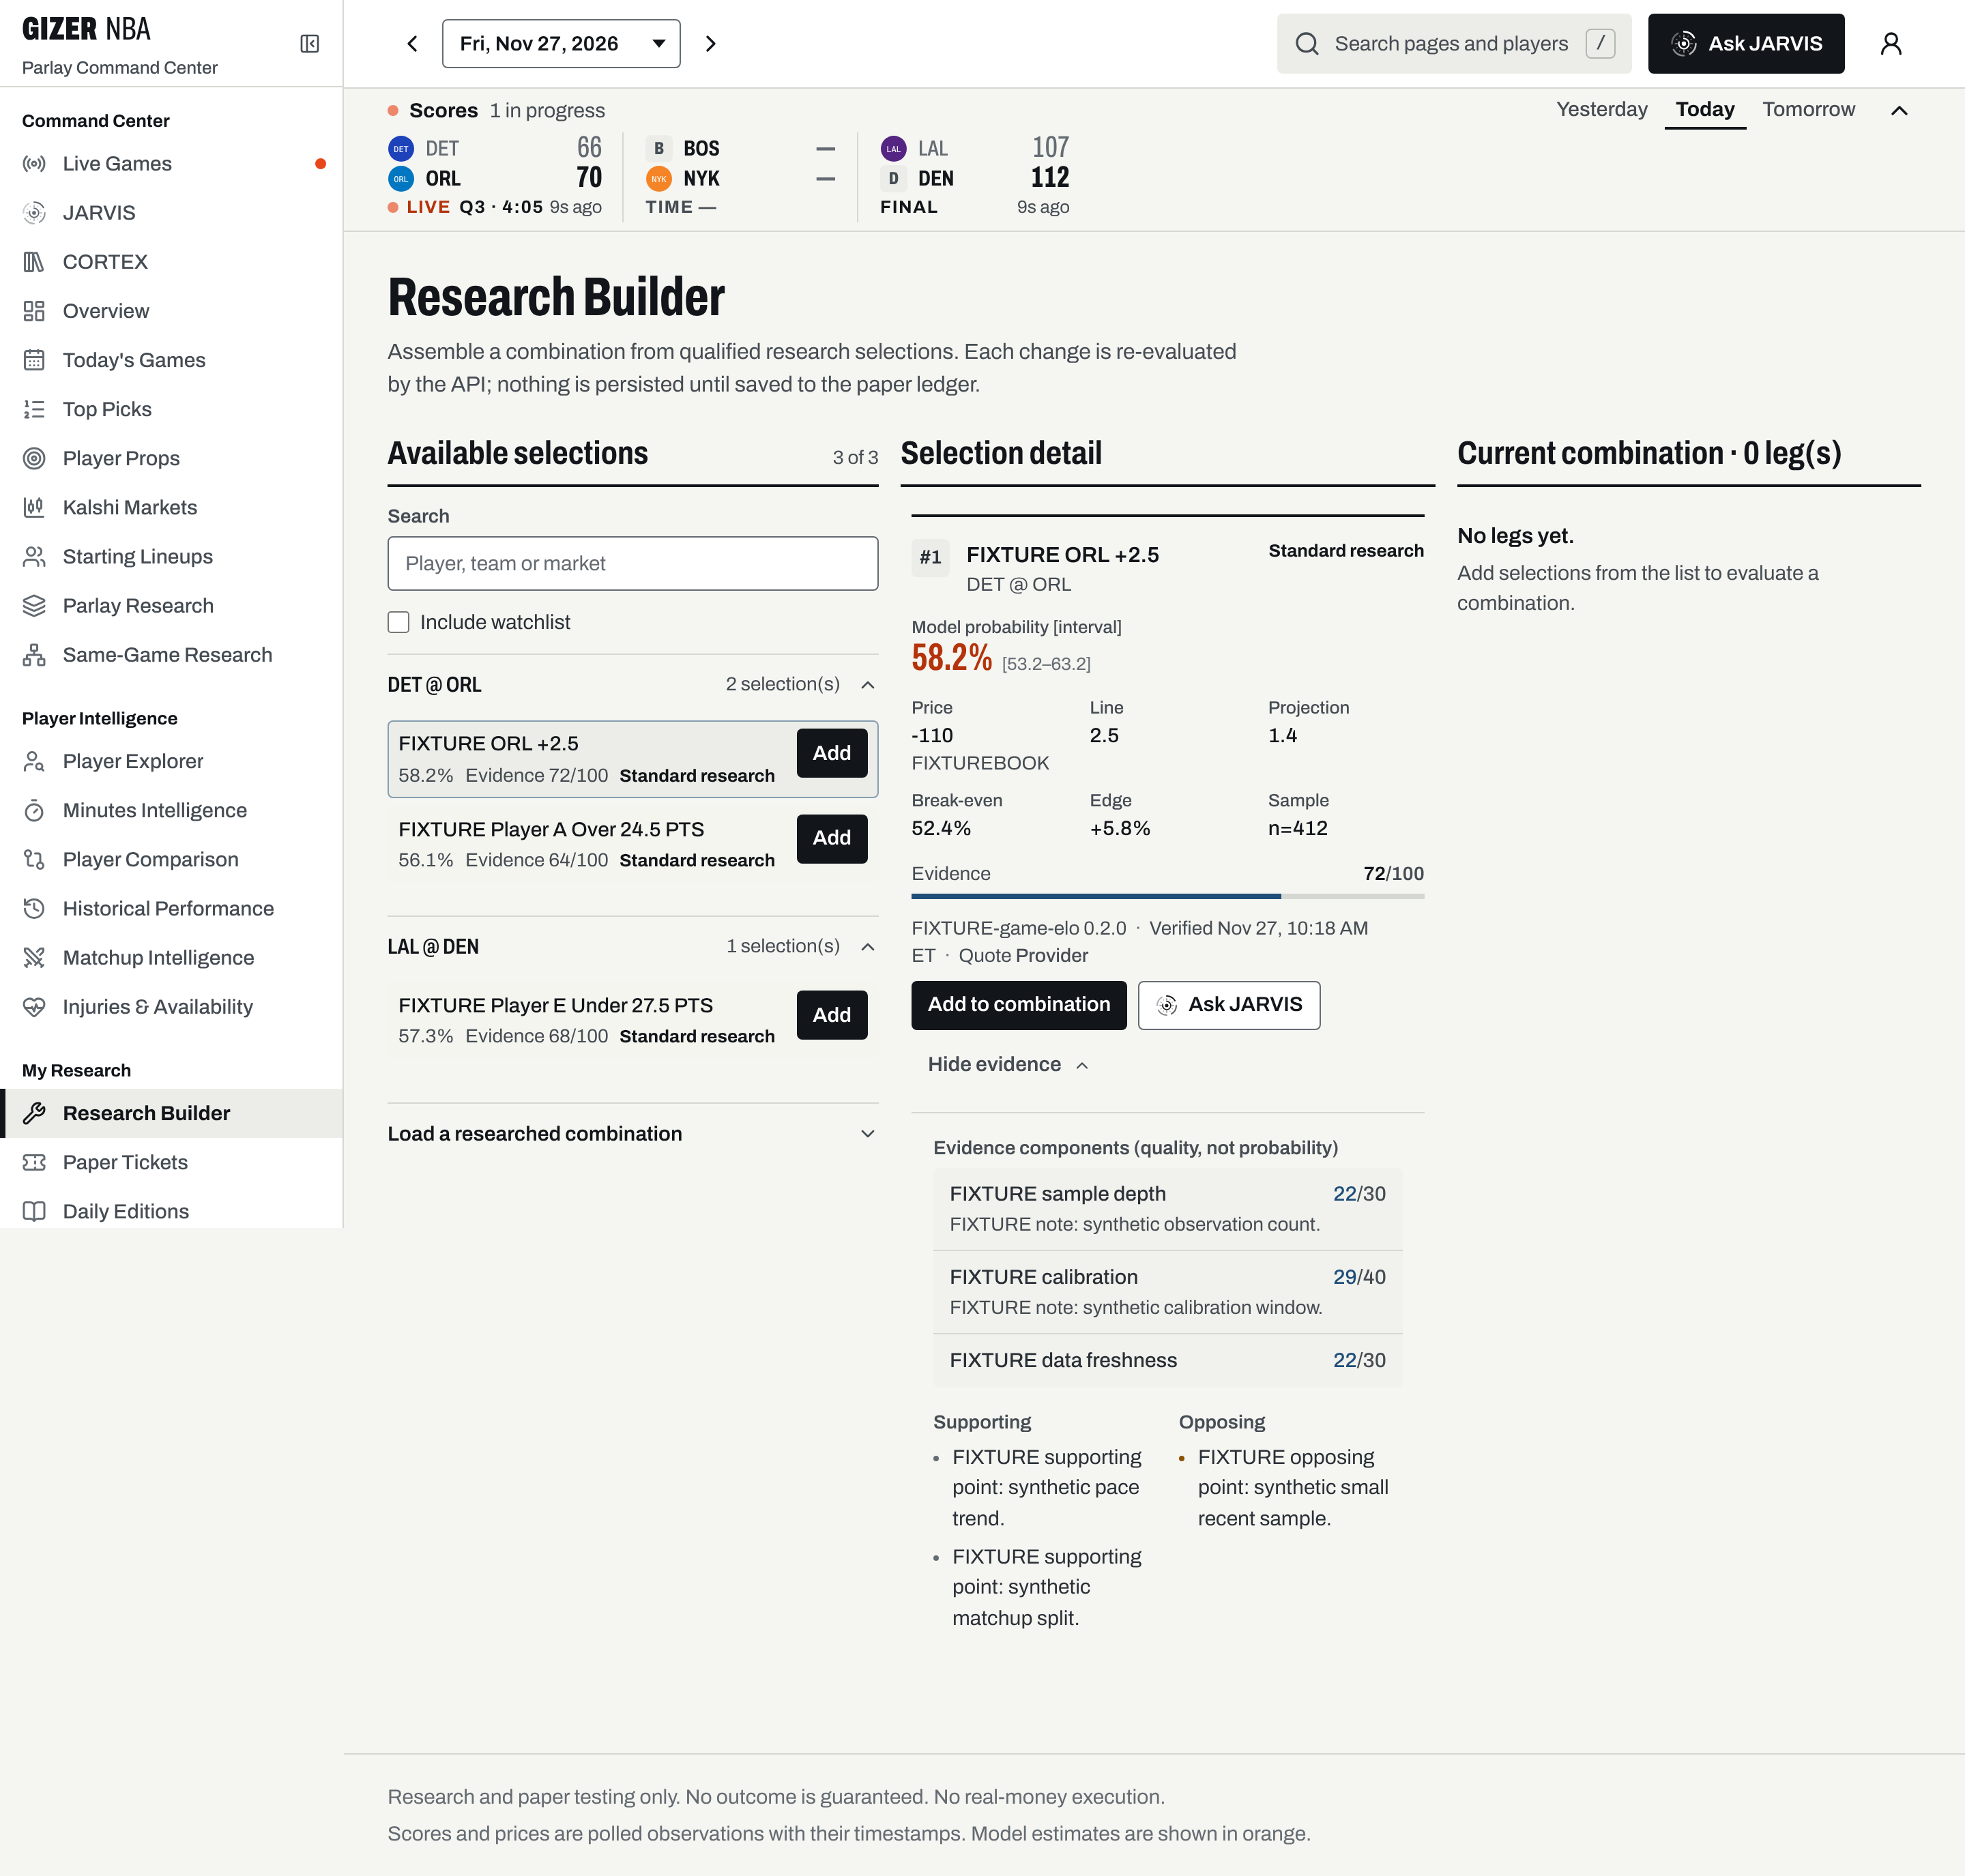 GIZER NBA
Parlay Command Center
Command Center
Live Games
JARVIS
CORTEX
Overview
Today's Games
Top Picks
Player Props
Kalshi Markets
Starting Lineups
Parlay Research
Same-Game Research
Player Intelligence
Player Explorer
Minutes Intelligence
Player Comparison
Historical Performance
Matchup Intelligence
Injuries & Availability
My Research
Research Builder
Paper Tickets
Daily Editions
Fri, Nov 27, 2026
Search pages and players /
Ask JARVIS
Scores 1 in progress
Yesterday Today Tomorrow
DET DET 66
ORL ORL 70
LIVE Q3 · 4:05 9s ago
B BOS —
NYK NYK —
TIME —
LAL LAL 107
D DEN 112
FINAL 9s ago
Research Builder
Assemble a combination from qualified research selections. Each change is re-evaluated
by the API; nothing is persisted until saved to the paper ledger.
Available selections 3 of 3
Search
Player, team or market
Include watchlist
DET @ ORL 2 selection(s)
FIXTURE ORL +2.5
58.2% Evidence 72/100 Standard research
Add
FIXTURE Player A Over 24.5 PTS
56.1% Evidence 64/100 Standard research
Add
LAL @ DEN 1 selection(s)
FIXTURE Player E Under 27.5 PTS
57.3% Evidence 68/100 Standard research
Add
Load a researched combination
Selection detail
#1 FIXTURE ORL +2.5 Standard research
DET @ ORL
Model probability [interval]
58.2% [53.2–63.2]
Price Line Projection
-110 2.5 1.4
FIXTUREBOOK
Break-even Edge Sample
52.4% +5.8% n=412
Evidence 72/100
FIXTURE-game-elo 0.2.0 · Verified Nov 27, 10:18 AM
ET · Quote Provider
Add to combination
Ask JARVIS
Hide evidence
Evidence components (quality, not probability)
FIXTURE sample depth 22/30
FIXTURE note: synthetic observation count.
FIXTURE calibration 29/40
FIXTURE note: synthetic calibration window.
FIXTURE data freshness 22/30
Supporting
• FIXTURE supporting
point: synthetic pace
trend.
• FIXTURE supporting
point: synthetic
matchup split.
Opposing
• FIXTURE opposing
point: synthetic small
recent sample.
Current combination · 0 leg(s)
No legs yet.
Add selections from the list to evaluate a
combination.
Research and paper testing only. No outcome is guaranteed. No real-money execution.
Scores and prices are polled observations with their timestamps. Model estimates are shown in orange.